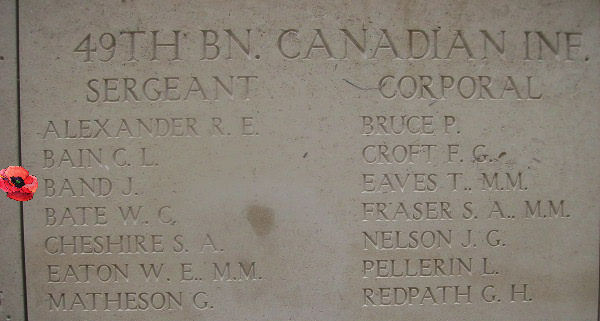 49TH BN. CANADIAN INF.
SERGEANT
ALEXANDER R. E.
BAIN C. L.
BAND J.
BATE W. C.
CHESHIRE S. A.
EATON W. E., M.M.
MATHESON G.
CORPORAL
BRUCE P.
CROFT F. G.
EAVES T., M.M.
FRASER S. A., M.M.
NELSON J. G.
PELLERIN L.
REDPATH G. H.